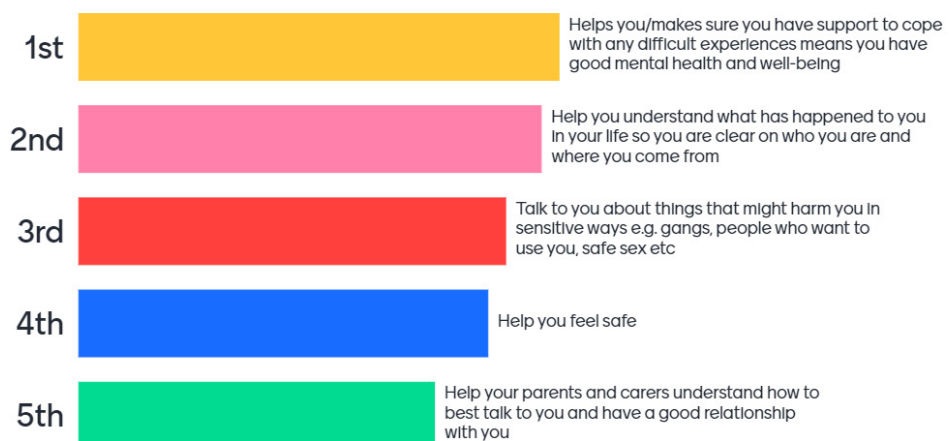 1st
Helps you/makes sure you have support to cope
with any difficult experiences means you have
good mental health and well-being
2nd
Help you understand what has happened to you
in your life so you are clear on who you are and
where you come from
3rd
Talk to you about things that might harm you in
sensitive ways e.g. gangs, people who want to
use you, safe sex etc
4th
Help you feel safe
5th
Help your parents and carers understand how to
best talk to you and have a good relationship
with you